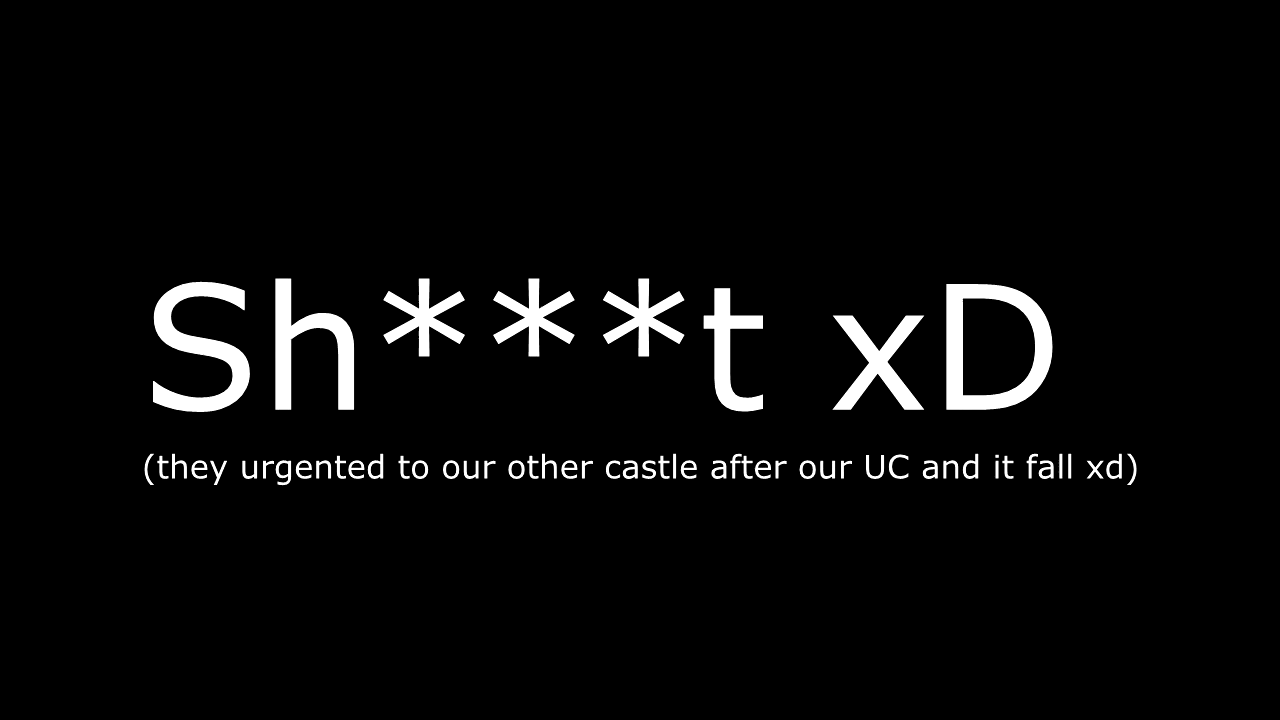 Sh***t xD
(they urgented to our other castle after our UC and it fall xd)